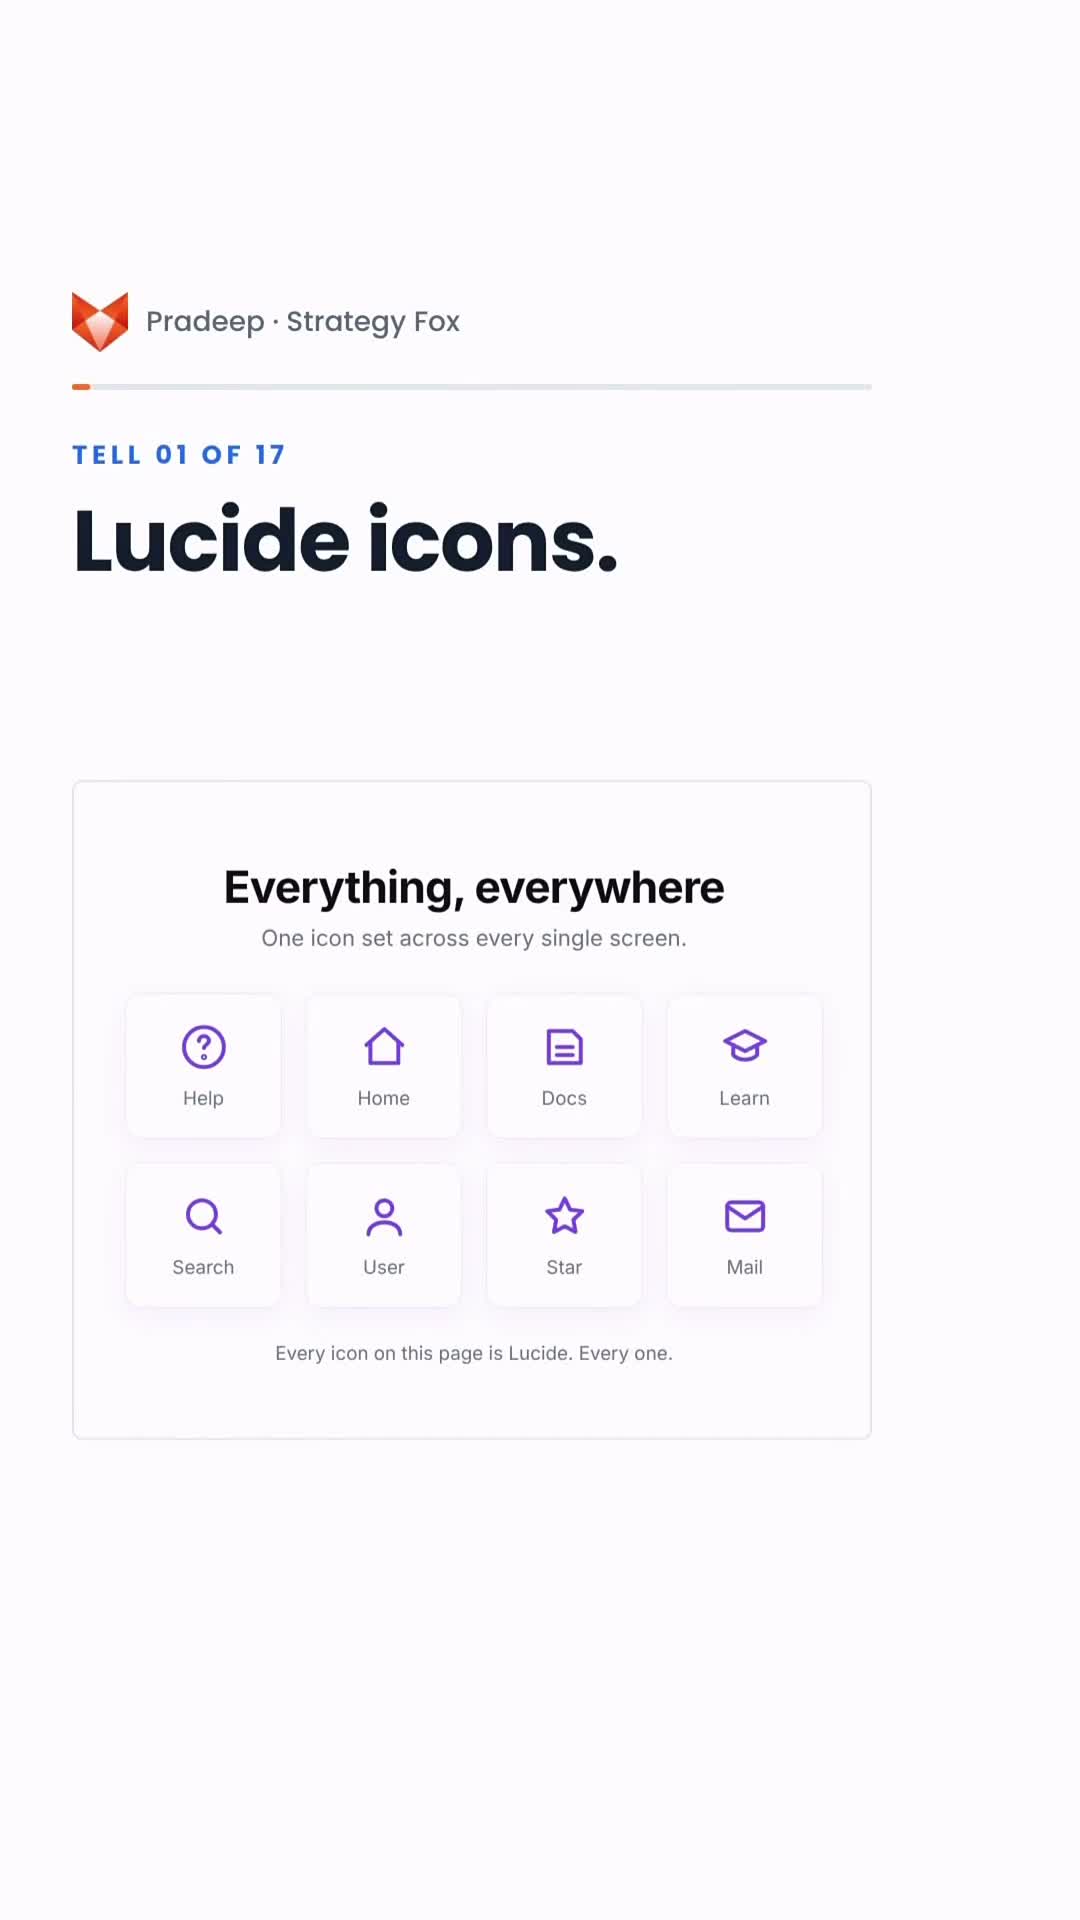 Pradeep · Strategy Fox
TELL 01 OF 17
Lucide icons.
Everything, everywhere
One icon set across every single screen.
Help
Home
Docs
Learn
Search
User
Star
Mail
Every icon on this page is Lucide. Every one.